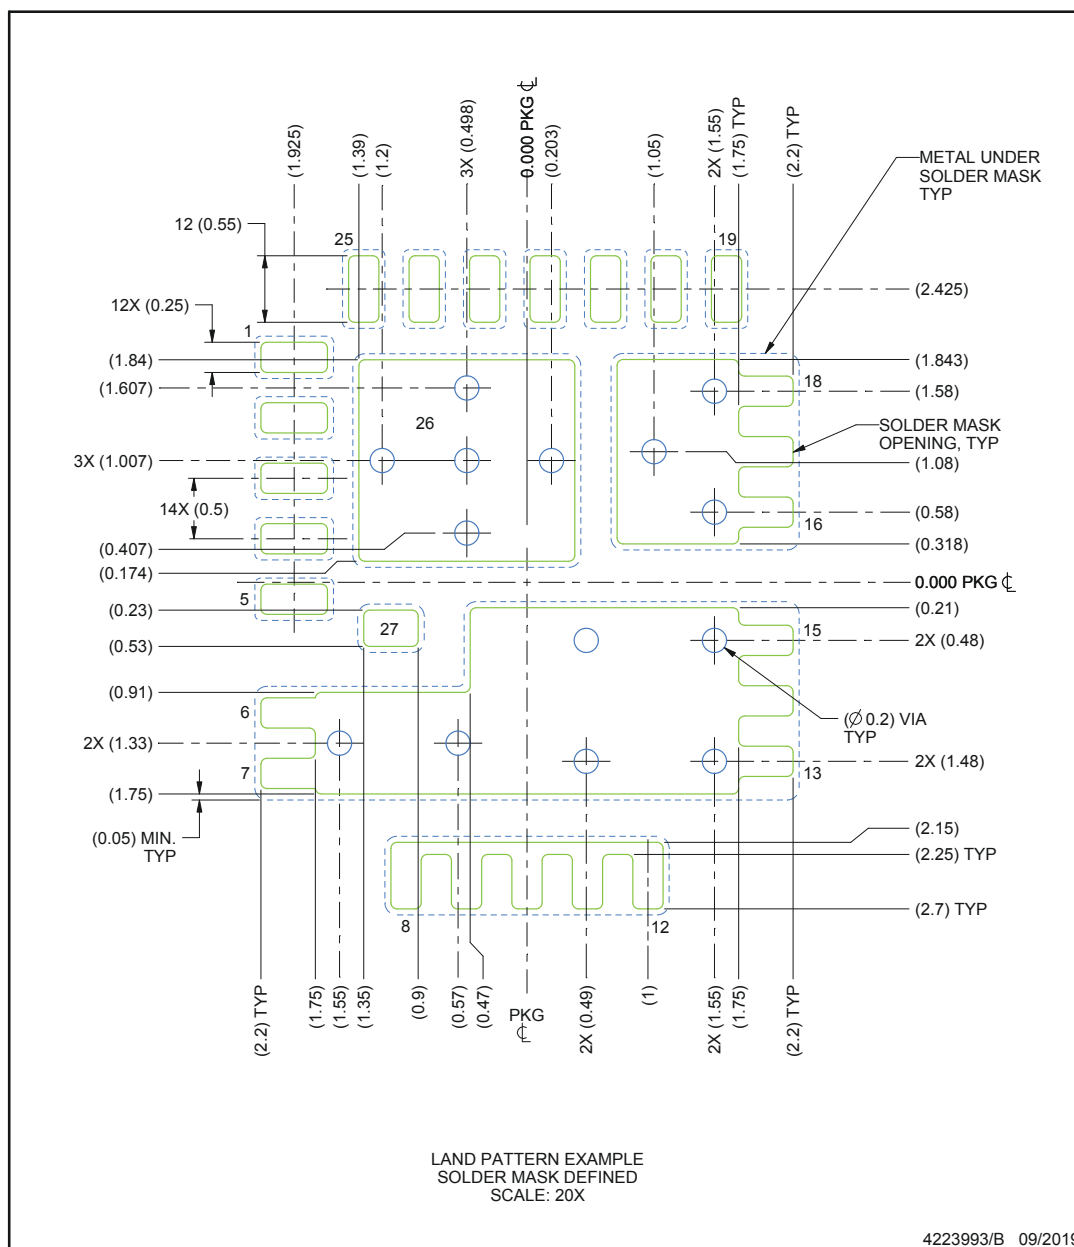 (1.925)
(1.39)
(1.2)
3X (0.498)
0.000 PKG ℄
(0.203)
(1.05)
2X (1.55)
(1.75) TYP
(2.2) TYP
METAL UNDER
SOLDER MASK
TYP
12 (0.55)
25
19
(2.425)
12X (0.25)
1
(1.84)
(1.843)
(1.607)
18
(1.58)
26
SOLDER MASK
OPENING, TYP
3X (1.007)
(1.08)
14X (0.5)
16
(0.58)
(0.407)
(0.318)
(0.174)
0.000 PKG ℄
5
(0.23)
(0.21)
27
15
(0.53)
2X (0.48)
(0.91)
6
(Ø 0.2) VIA
TYP
2X (1.33)
7
13
2X (1.48)
(1.75)
(0.05) MIN.
TYP
(2.15)
(2.25) TYP
(2.7) TYP
8
12
(2.2) TYP
(1.75)
(1.55)
(1.35)
(0.9)
(0.57)
(0.47)
PKG
℄
2X (0.49)
(1)
2X (1.55)
(1.75)
(2.2) TYP
LAND PATTERN EXAMPLE
SOLDER MASK DEFINED
SCALE: 20X
4223993/B 09/2019